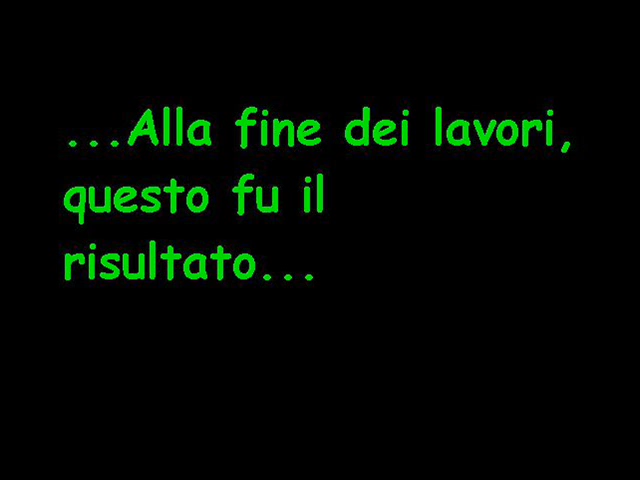 ...Alla fine dei lavori,
questo fu il
risultato...